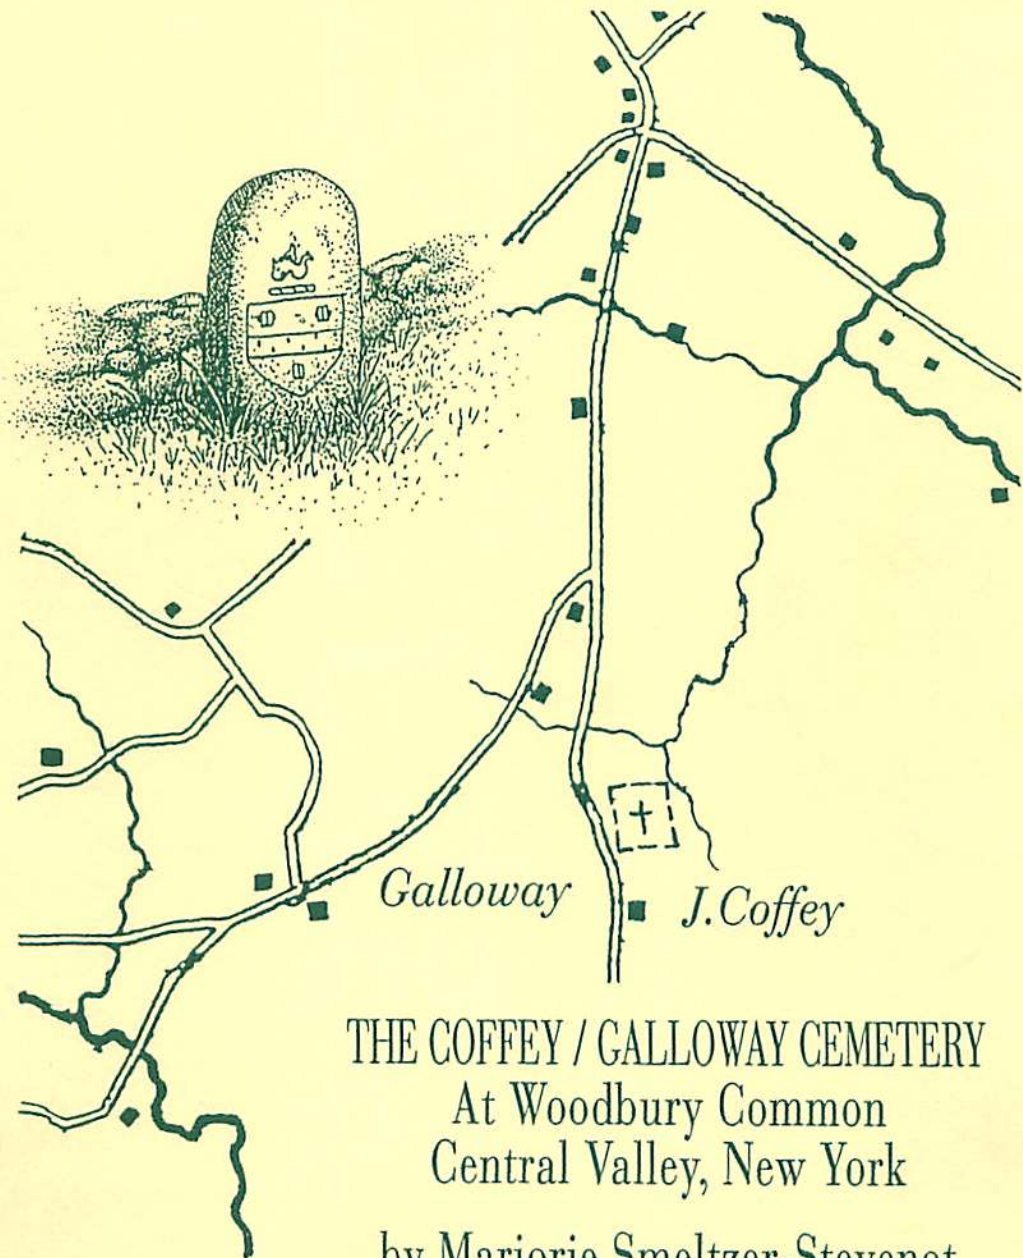 Galloway
J. Coffey
THE COFFEY / GALLOWAY CEMETERY
At Woodbury Common
Central Valley, New York
by Marjorie Smeltzer-Stevenot